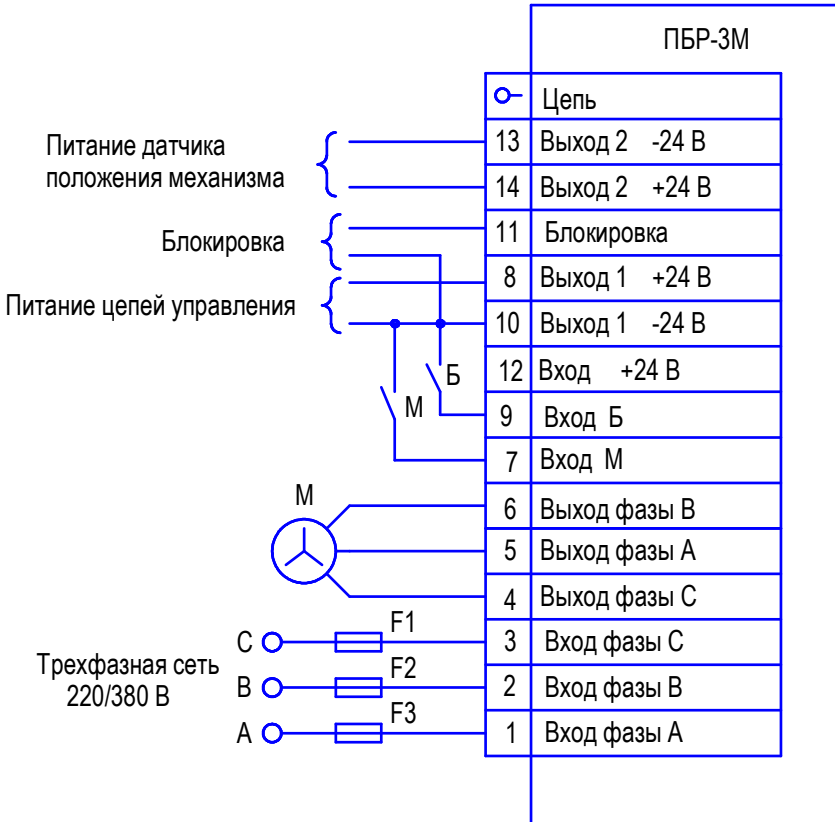 ПБР-3М
Цепь
Питание датчика
положения механизма
13 Выход 2 -24 В
14 Выход 2 +24 В
Блокировка
11 Блокировка
Питание цепей управления
8 Выход 1 +24 В
10 Выход 1 -24 В
Б
12 Вход +24 В
М
9 Вход Б
7 Вход М
М
6 Выход фазы В
5 Выход фазы А
4 Выход фазы С
Трехфазная сеть
220/380 В
С F1 3 Вход фазы С
В F2 2 Вход фазы В
А F3 1 Вход фазы А